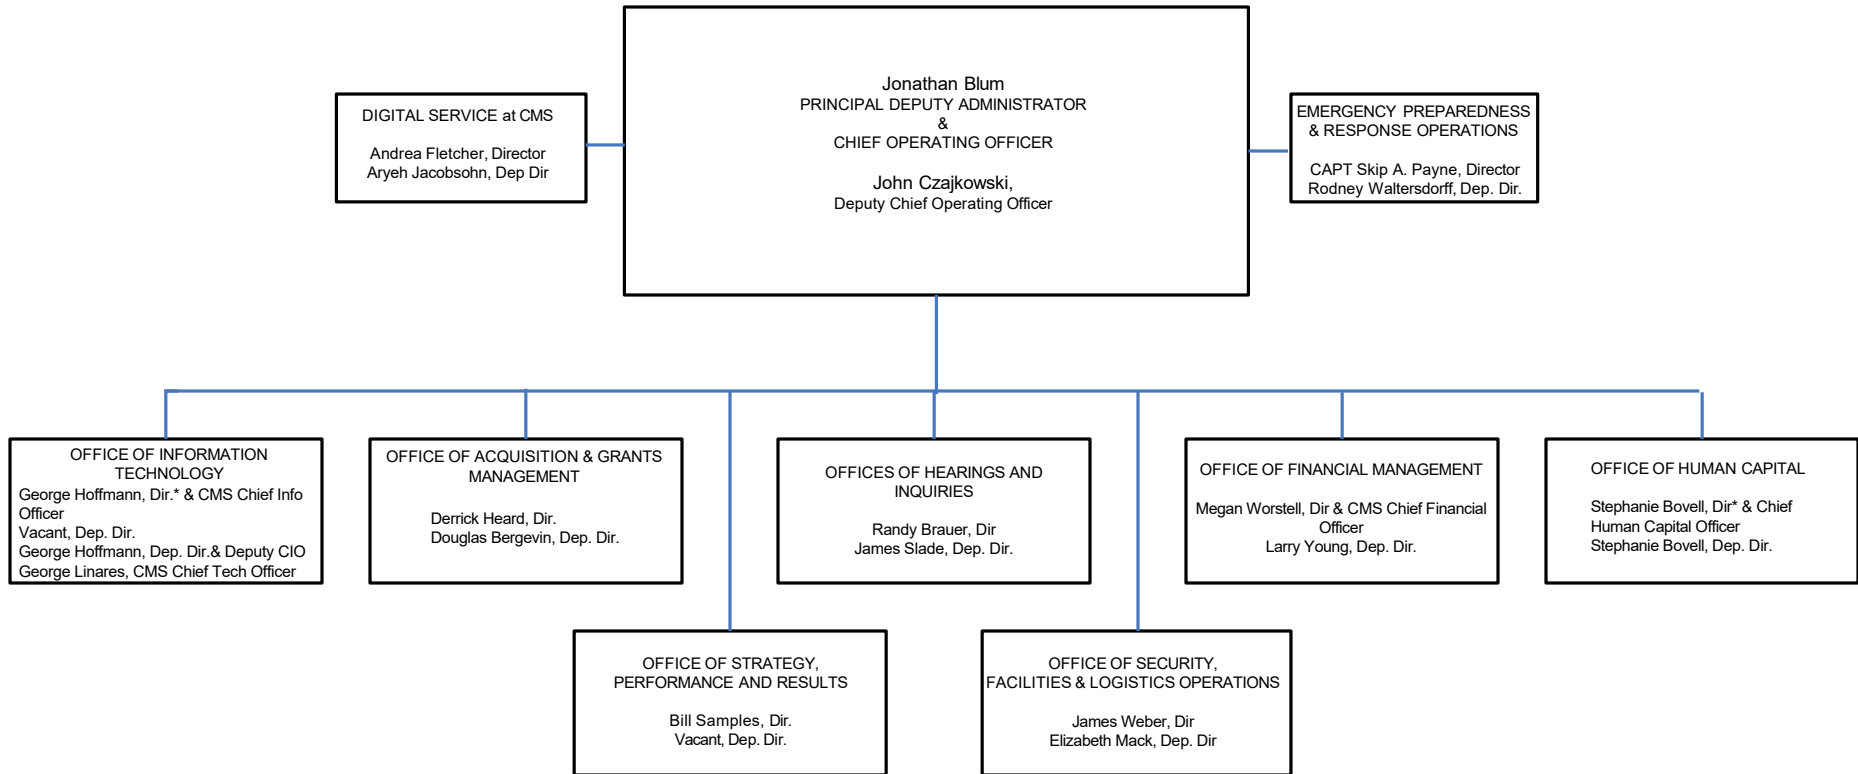 Jonathan Blum
PRINCIPAL DEPUTY ADMINISTRATOR
&
CHIEF OPERATING OFFICER
John Czajkowski,
Deputy Chief Operating Officer
DIGITAL SERVICE at CMS
Andrea Fletcher, Director
Aryeh Jacobsohn, Dep Dir
EMERGENCY PREPAREDNESS
& RESPONSE OPERATIONS
CAPT Skip A. Payne, Director
Rodney Waltersdorff, Dep. Dir.
OFFICE OF INFORMATION
TECHNOLOGY
George Hoffmann, Dir.* & CMS Chief Info
Officer
Vacant, Dep. Dir.
George Hoffmann, Dep. Dir.& Deputy CIO
George Linares, CMS Chief Tech Officer
OFFICE OF ACQUISITION & GRANTS
MANAGEMENT
Derrick Heard, Dir.
Douglas Bergevin, Dep. Dir.
OFFICES OF HEARINGS AND
INQUIRIES
Randy Brauer, Dir
James Slade, Dep. Dir.
OFFICE OF FINANCIAL MANAGEMENT
Megan Worstell, Dir & CMS Chief Financial
Officer
Larry Young, Dep. Dir.
OFFICE OF HUMAN CAPITAL
Stephanie Bovell, Dir* & Chief
Human Capital Officer
Stephanie Bovell, Dep. Dir.
OFFICE OF STRATEGY,
PERFORMANCE AND RESULTS
Bill Samples, Dir.
Vacant, Dep. Dir.
OFFICE OF SECURITY,
FACILITIES & LOGISTICS OPERATIONS
James Weber, Dir
Elizabeth Mack, Dep. Dir